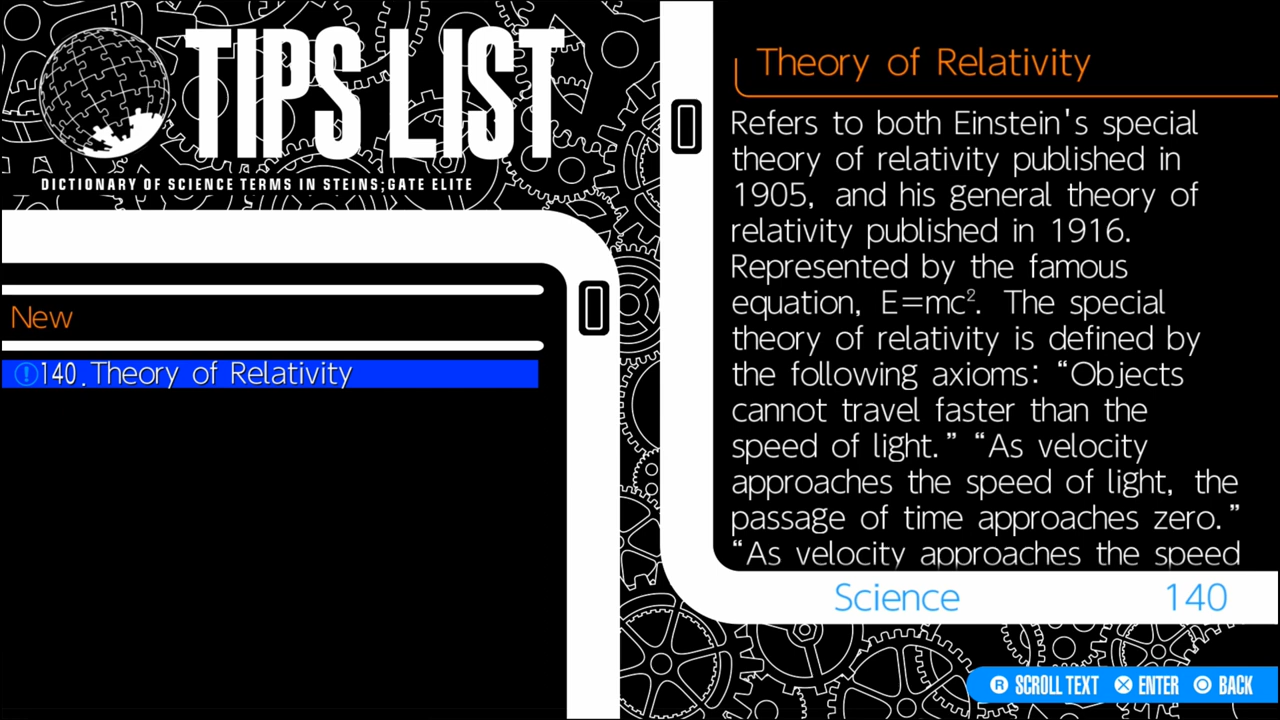 TIPS LIST
DICTIONARY OF SCIENCE TERMS IN STEINS;GATE ELITE
New
140.Theory of Relativity
Theory of Relativity
Refers to both Einstein's special
theory of relativity published in
1905, and his general theory of
relativity published in 1916.
Represented by the famous
equation, E=mc². The special
theory of relativity is defined by
the following axioms: “Objects
cannot travel faster than the
speed of light.” “As velocity
approaches the speed of light, the
passage of time approaches zero.”
“As velocity approaches the speed
Science 140
R SCROLL TEXT ENTER BACK